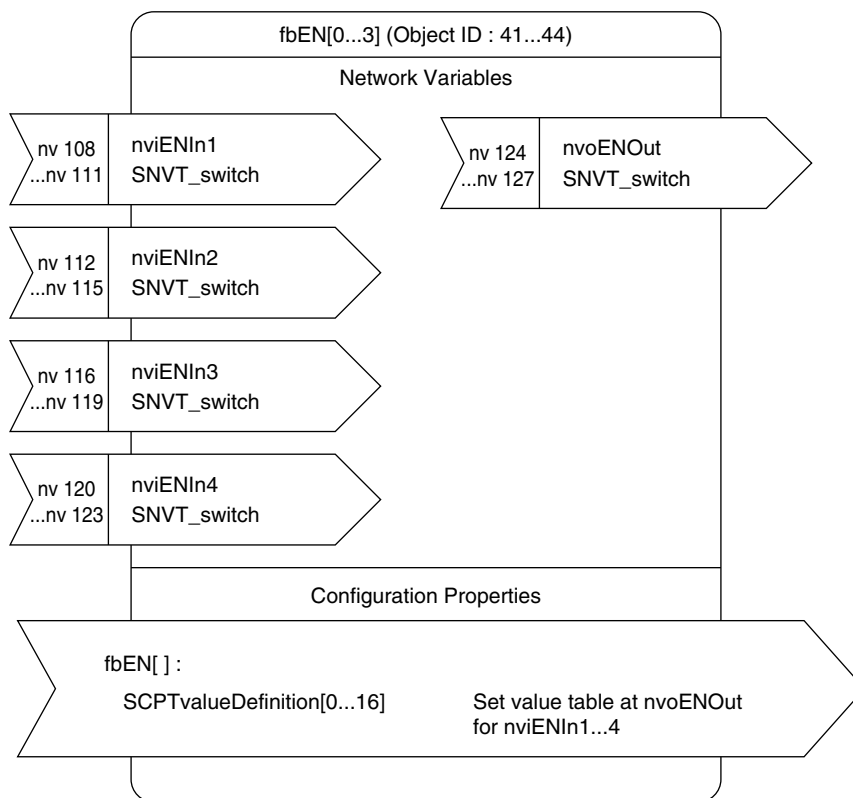 fbEN[0...3] (Object ID : 41...44)
Network Variables
nv 108
...nv 111
nviENIn1
SNVT_switch
nv 124
...nv 127
nvoENOut
SNVT_switch
nv 112
...nv 115
nviENIn2
SNVT_switch
nv 116
...nv 119
nviENIn3
SNVT_switch
nv 120
...nv 123
nviENIn4
SNVT_switch
Configuration Properties
fbEN[ ] :
SCPTvalueDefinition[0...16]
Set value table at nvoENOut
for nviENIn1...4